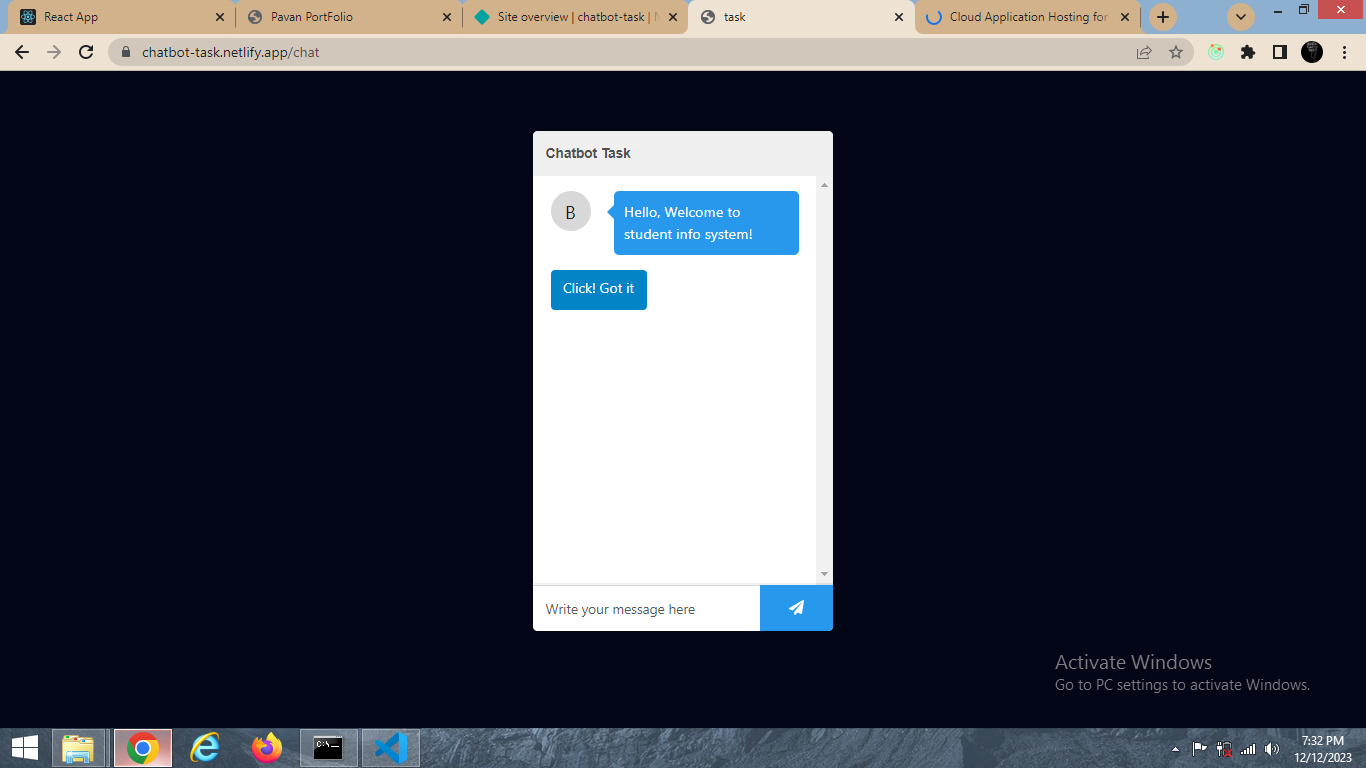 React App
Pavan PortFolio
Site overview | chatbot-task |
task
Cloud Application Hosting for
chatbot-task.netlify.app/chat
Chatbot Task
B
Hello, Welcome to
student info system!
Click! Got it
Write your message here
Activate Windows
Go to PC settings to activate Windows.
C:\_
7:32 PM
12/12/2023